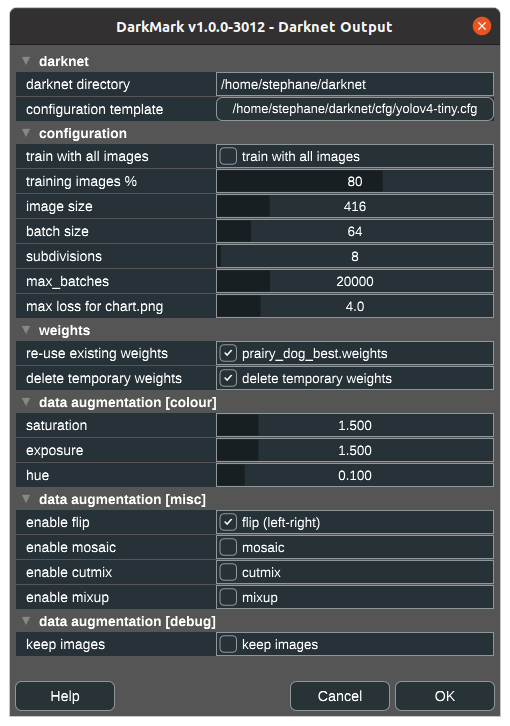 DarkMark v1.0.0-3012 - Darknet Output
darknet
darknet directory /home/stephane/darknet
configuration template /home/stephane/darknet/cfg/yolov4-tiny.cfg
configuration
train with all images train with all images
training images % 80
image size 416
batch size 64
subdivisions 8
max_batches 20000
max loss for chart.png 4.0
weights
re-use existing weights prairy_dog_best.weights
delete temporary weights delete temporary weights
data augmentation [colour]
saturation 1.500
exposure 1.500
hue 0.100
data augmentation [misc]
enable flip flip (left-right)
enable mosaic mosaic
enable cutmix cutmix
enable mixup mixup
data augmentation [debug]
keep images keep images
Help Cancel OK